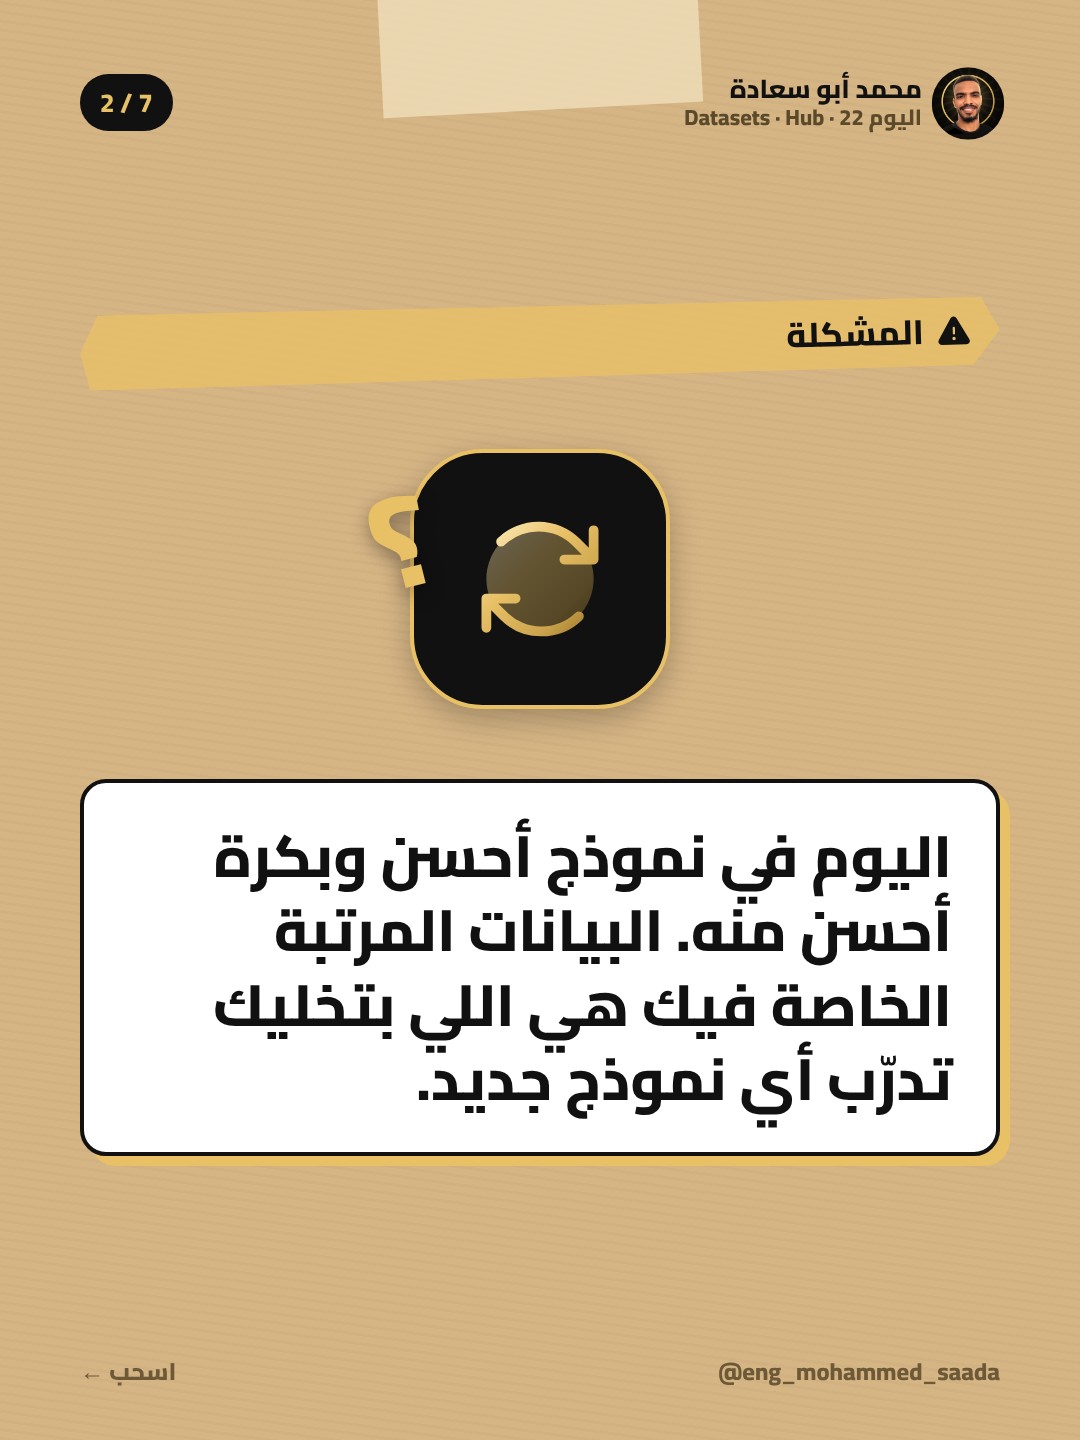 محمد أبو سعادة
اليوم 22 · Datasets · Hub
2 / 7
المشكلة
؟
اليوم في نموذج أحسن وبكرة
أحسن منه. البيانات المرتبة
الخاصة فيك هي اللي بتخليك
تدرّب أي نموذج جديد.
@eng_mohammed_saada
اسحب ←